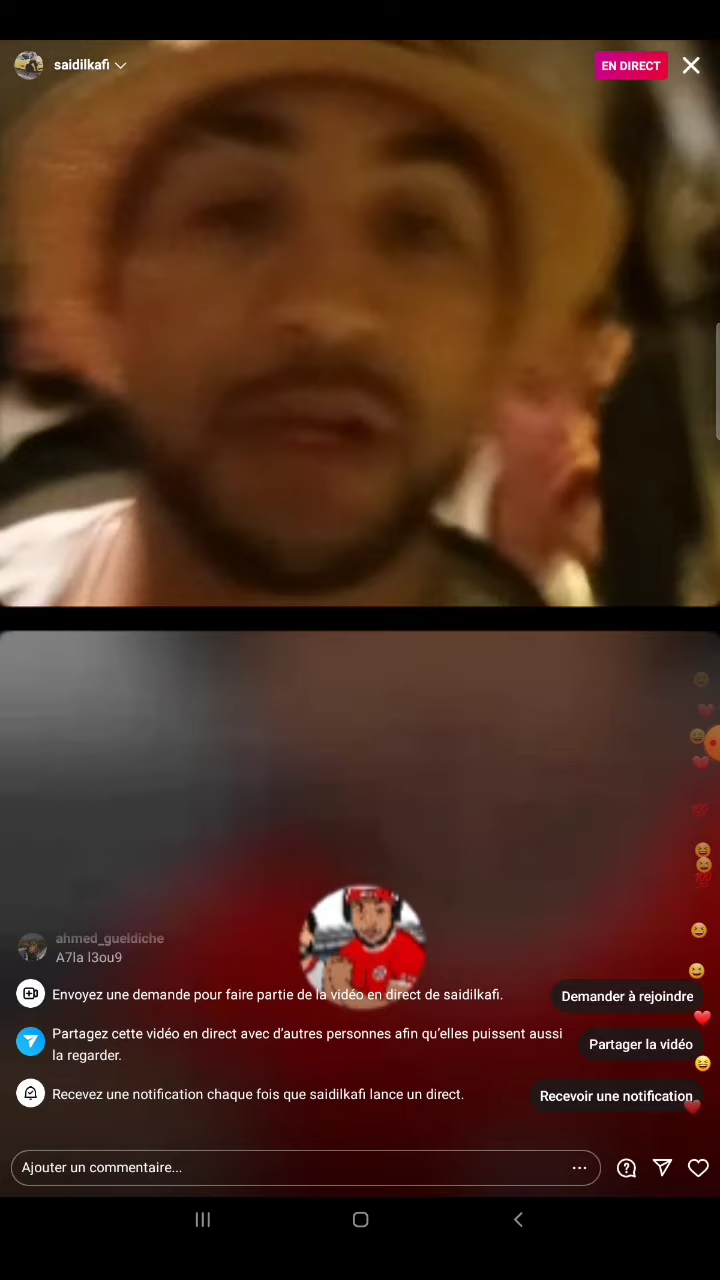 saidilkafi
EN DIRECT
ahmed_gueldiche
A7la l3ou9
Envoyez une demande pour faire partie de la vidéo en direct de saidilkafi.
Demander à rejoindre
Partagez cette vidéo en direct avec d'autres personnes afin qu'elles puissent aussi
la regarder.
Partager la vidéo
Recevez une notification chaque fois que saidilkafi lance un direct.
Recevoir une notification
Ajouter un commentaire...